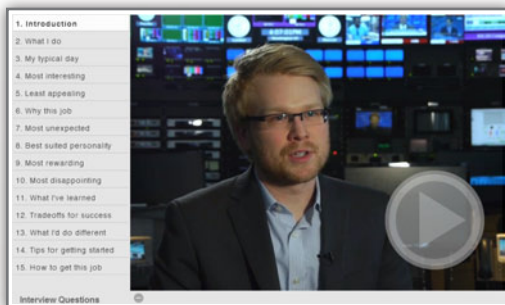 1. Introduction
2. What I do
3. My typical day
4. Most interesting
5. Least appealing
6. Why this job
7. Most unexpected
8. Best suited personality
9. Most rewarding
10. Most disappointing
11. What I've learned
12. Tradeoffs for success
13. What I'd do different
14. Tips for getting started
15. How to get this job
Interview Questions